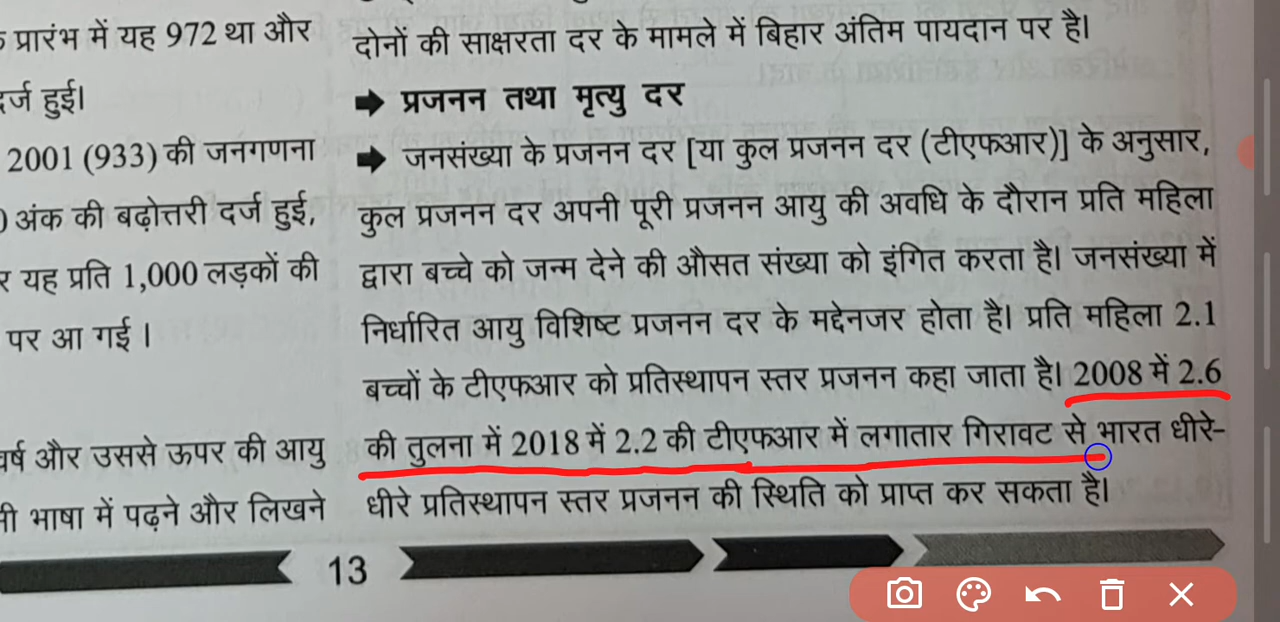 प्रारंभ में यह 972 था और
दर्ज हुई।
2001 (933) की जनगणना
अंक की बढ़ोत्तरी दर्ज हुई,
यह प्रति 1,000 लड़कों की
पर आ गई ।
वर्ष और उससे ऊपर की आयु
भाषा में पढ़ने और लिखने
दोनों की साक्षरता दर के मामले में बिहार अंतिम पायदान पर है।
➡ प्रजनन तथा मृत्यु दर
➡ जनसंख्या के प्रजनन दर [या कुल प्रजनन दर (टीएफआर)] के अनुसार,
कुल प्रजनन दर अपनी पूरी प्रजनन आयु की अवधि के दौरान प्रति महिला
द्वारा बच्चे को जन्म देने की औसत संख्या को इंगित करता है। जनसंख्या में
निर्धारित आयु विशिष्ट प्रजनन दर के मद्देनजर होता है। प्रति महिला 2.1
बच्चों के टीएफआर को प्रतिस्थापन स्तर प्रजनन कहा जाता है। 2008 में 2.6
की तुलना में 2018 में 2.2 की टीएफआर में लगातार गिरावट से भारत धीरे-
धीरे प्रतिस्थापन स्तर प्रजनन की स्थिति को प्राप्त कर सकता है।
13